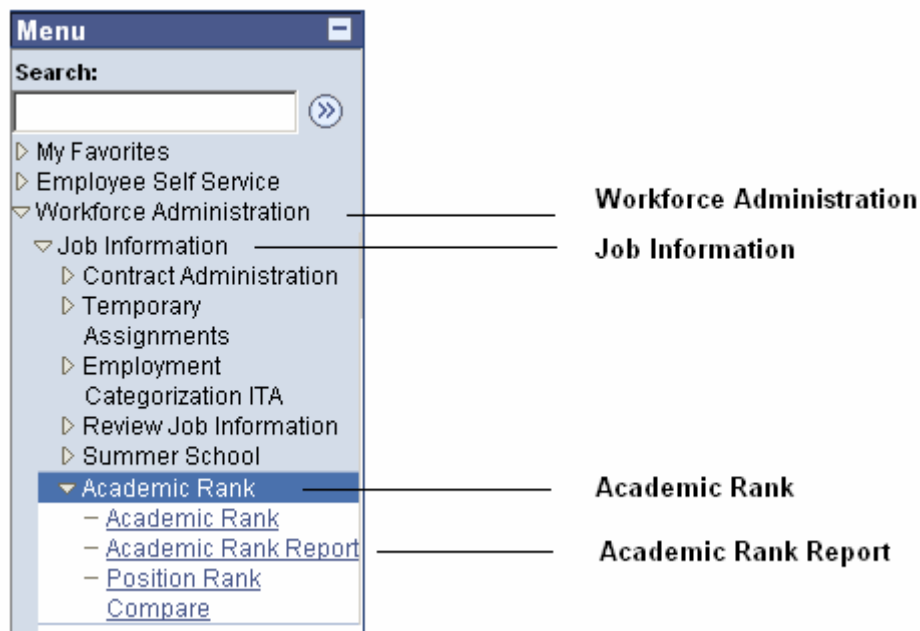 Menu
Search:
My Favorites
Employee Self Service
Workforce Administration
Workforce Administration
Job Information
Job Information
Contract Administration
Temporary
Assignments
Employment
Categorization ITA
Review Job Information
Summer School
Academic Rank
Academic Rank
Academic Rank
Academic Rank Report
Academic Rank Report
Position Rank
Compare